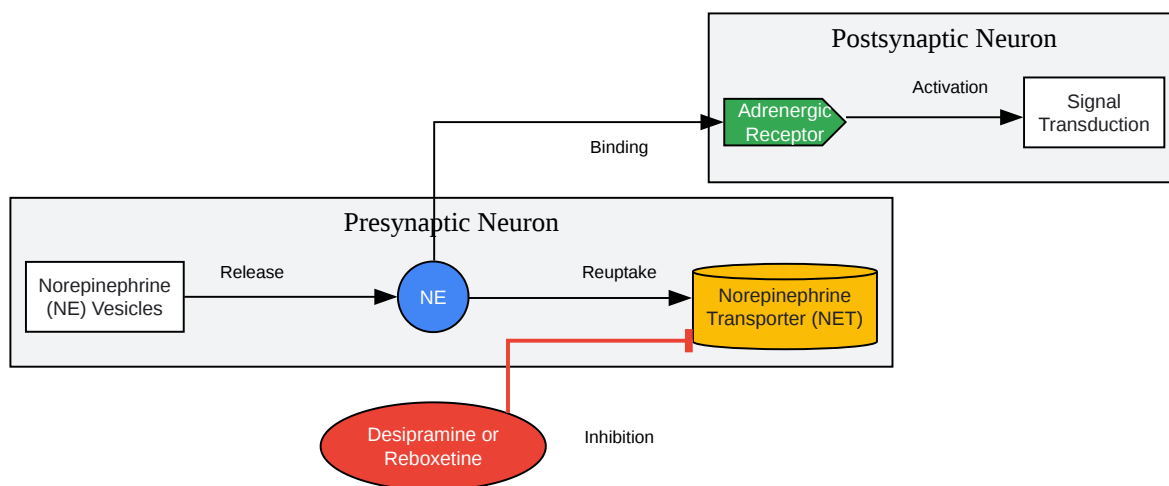 Postsynaptic Neuron
Activation
Adrenergic
Receptor
Signal
Transduction
Binding
Presynaptic Neuron
Release
Reuptake
Norepinephrine
(NE) Vesicles
NE
Norepinephrine
Transporter (NET)
Desipramine or
Reboxetine
Inhibition